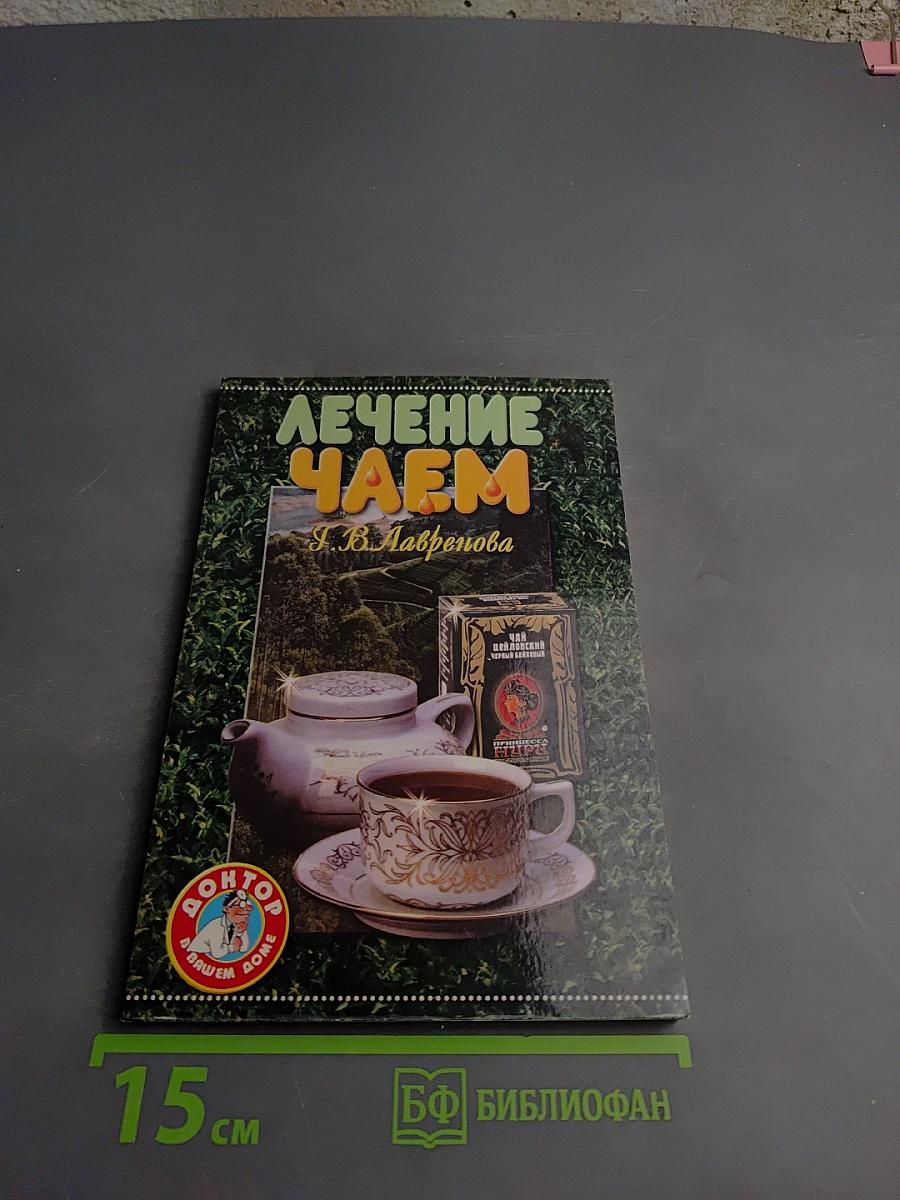 ЛЕЧЕНИЕ
ЧАЕМ
Г.В.Лавренова
ЧАЙ
ЦЕЙЛОНСКИЙ
ЧЕРНЫЙ БАЙХОВЫЙ
ПРИНЦЕССА
НУРИ
ДОКТОР
В ВАШЕМ ДОМЕ
15 см
БФ БИБЛИОФАН